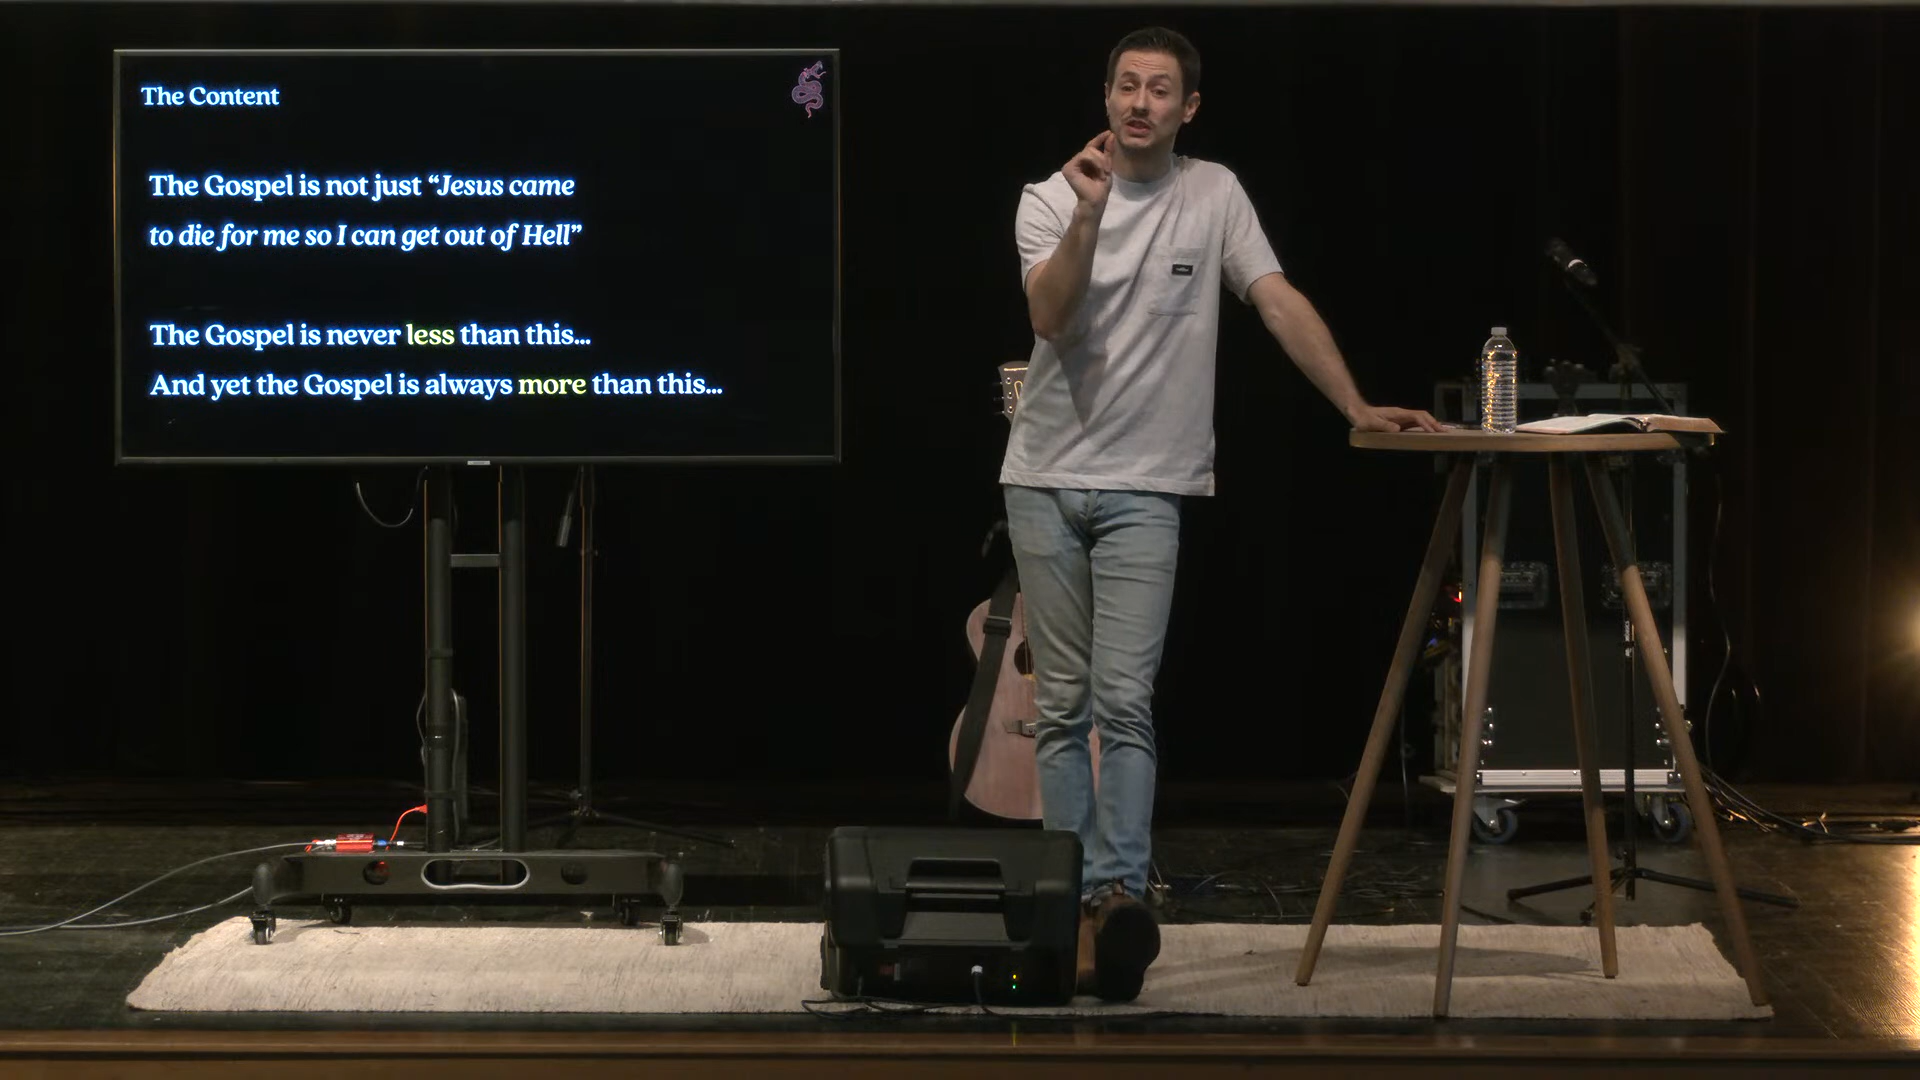 The Content
The Gospel is not just “Jesus came
to die for me so I can get out of Hell”
The Gospel is never less than this...
And yet the Gospel is always more than this...